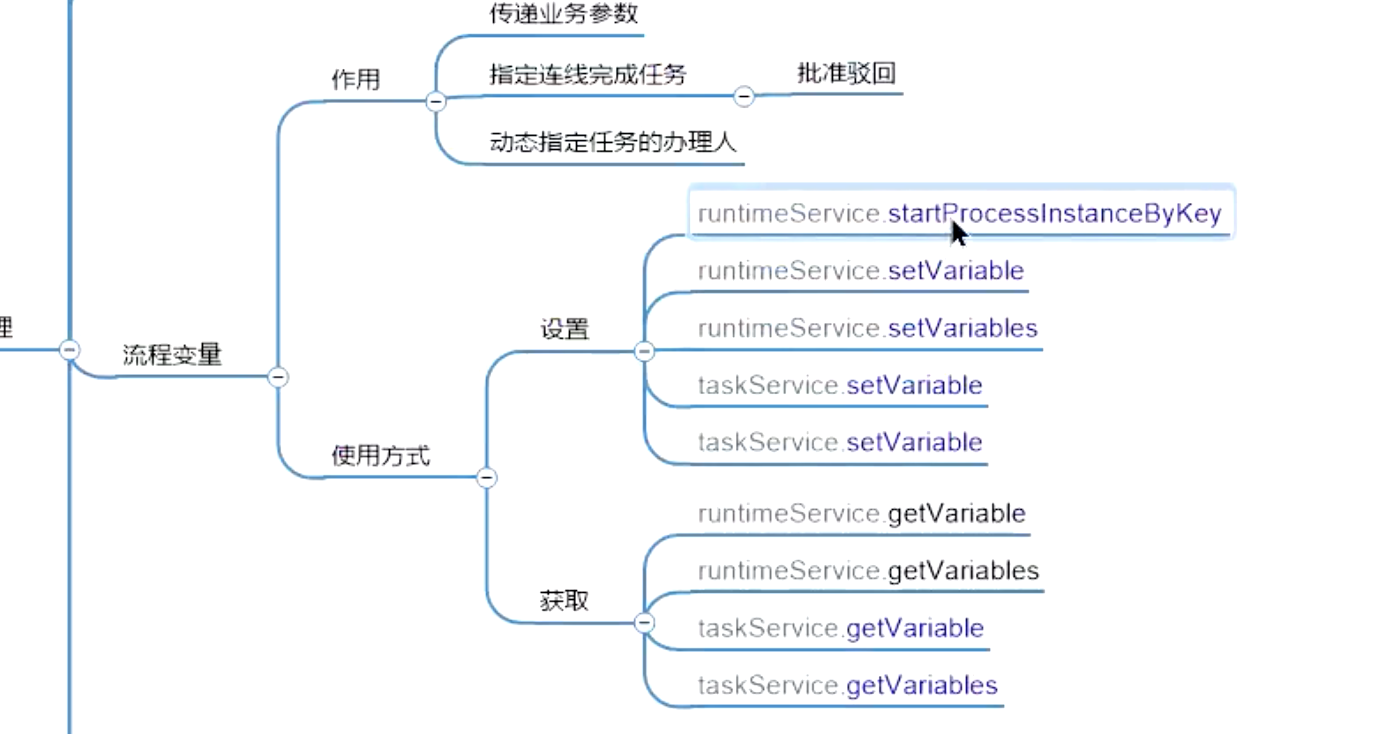 传递业务参数
作用
指定连线完成任务
批准驳回
动态指定任务的办理人
runtimeService.startProcessInstanceByKey
runtimeService.setVariable
理
流程变量
设置
runtimeService.setVariables
taskService.setVariable
使用方式
taskService.setVariable
runtimeService.getVariable
runtimeService.getVariables
获取
taskService.getVariable
taskService.getVariables